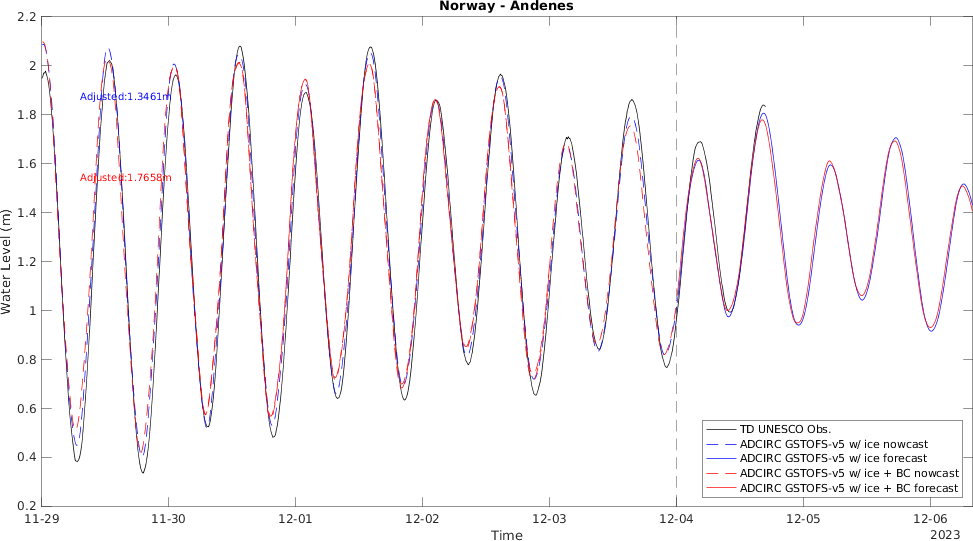 Norway - Andenes
2.2
2
1.8
1.6
1.4
1.2
1
0.8
0.6
0.4
0.2
Water Level (m)
Adjusted:1.3461m
Adjusted:1.7658m
TD UNESCO Obs.
ADCIRC GSTOFS-v5 w/ ice nowcast
ADCIRC GSTOFS-v5 w/ ice forecast
ADCIRC GSTOFS-v5 w/ ice + BC nowcast
ADCIRC GSTOFS-v5 w/ ice + BC forecast
11-29 11-30 12-01 12-02 12-03 12-04 12-05 12-06
Time
2023